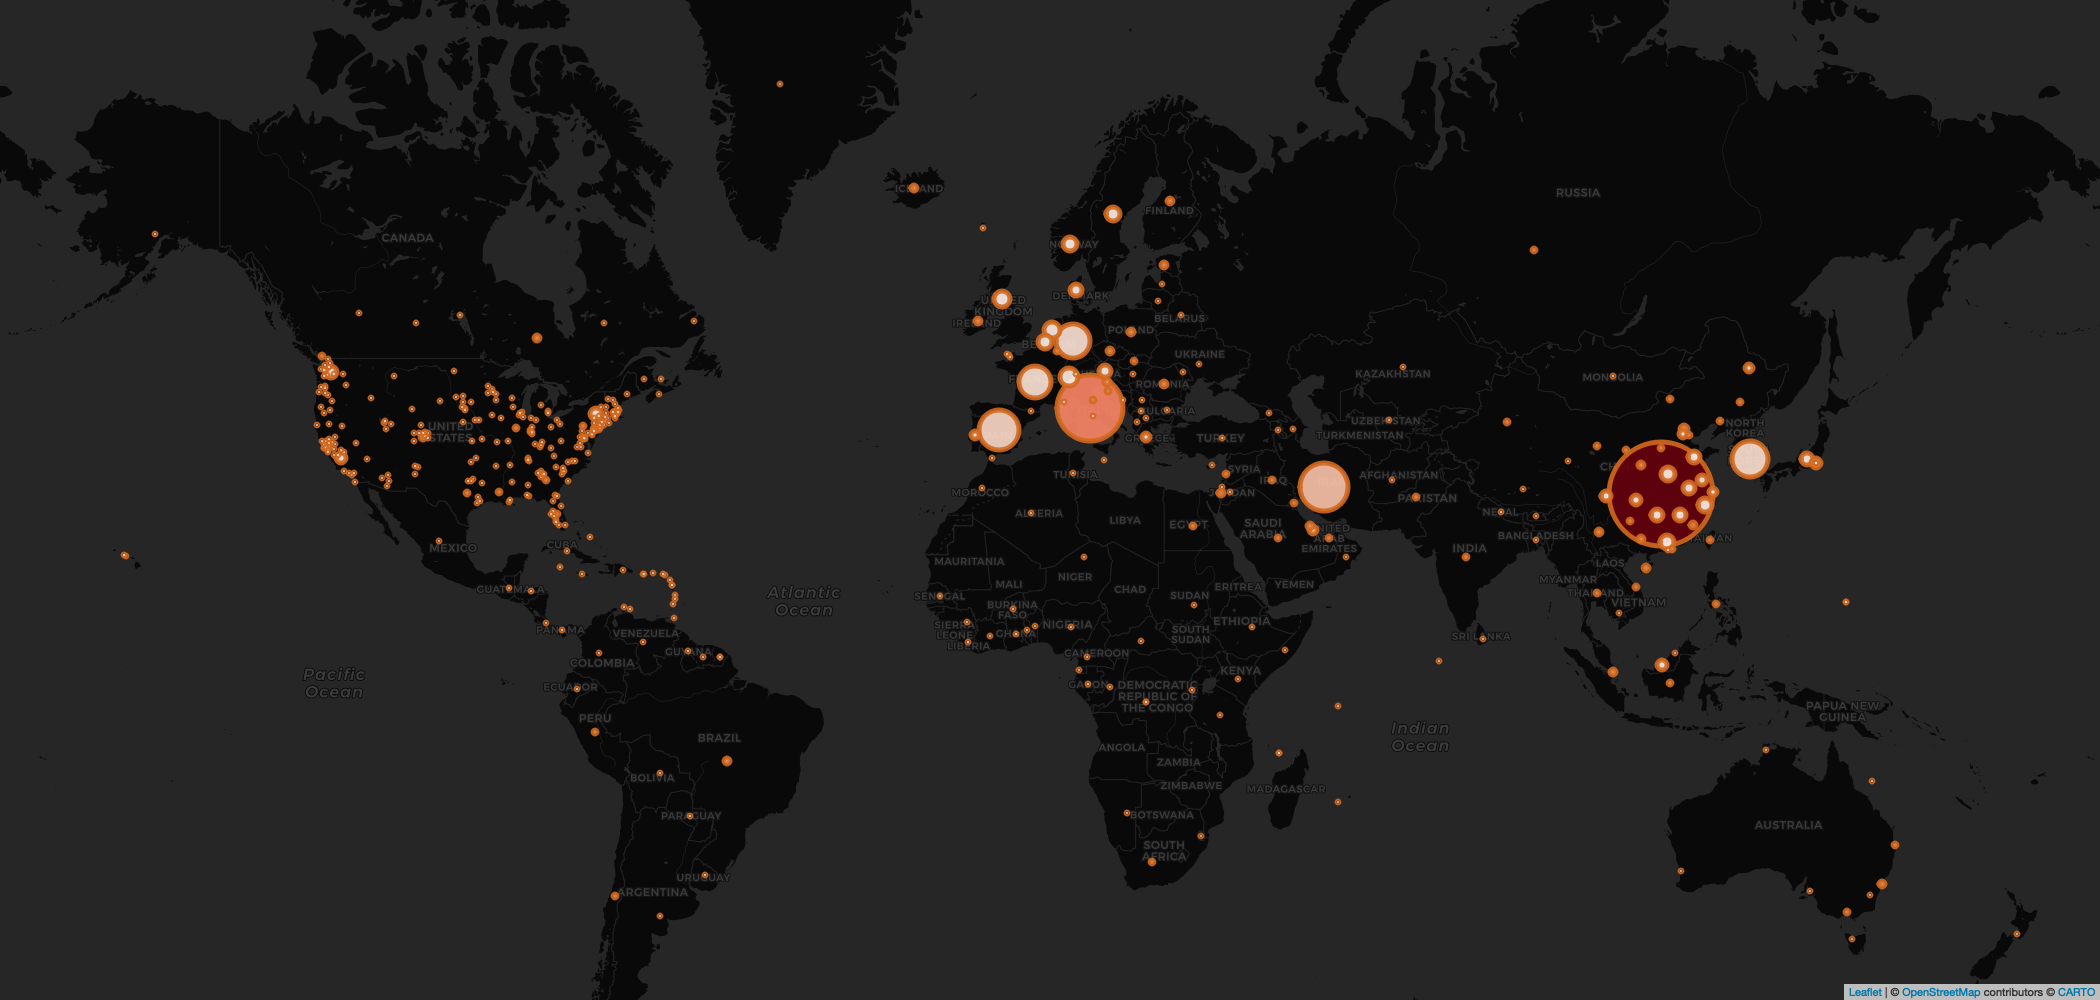 RUSSIA
ICELAND
FINLAND
CANADA
NORWAY
DENMARK
UNITED
KINGDOM
IRELAND
BELARUS
POLAND
UKRAINE
KAZAKHSTAN
MONGOLIA
ROMANIA
BULGARIA
UNITED
STATES
UZBEKISTAN
TURKMENISTAN
NORTH
KOREA
GREECE
TURKEY
TUNISIA
SYRIA
AFGHANISTAN
IRAQ
MOROCCO
JORDAN
PAKISTAN
ALGERIA
LIBYA
EGYPT
NEPAL
SAUDI
ARABIA
UNITED
ARAB
EMIRATES
BANGLADESH
TAIWAN
MEXICO
CUBA
INDIA
LAOS
MAURITANIA
MYANMAR
NIGER
MALI
CHAD
ERITREA
YEMEN
THAILAND
GUATEMALA
Atlantic
Ocean
SENEGAL
SUDAN
VIETNAM
BURKINA
FASO
SIERRA
LEONE
GHANA
NIGERIA
ETHIOPIA
PANAMA
VENEZUELA
SOUTH
SUDAN
SRI LANKA
LIBERIA
GUYANA
CAMEROON
COLOMBIA
KENYA
Pacific
Ocean
ECUADOR
GABON
DEMOCRATIC
REPUBLIC OF
THE CONGO
PERU
PAPUA NEW
GUINEA
Indian
Ocean
BRAZIL
ANGOLA
ZAMBIA
BOLIVIA
ZIMBABWE
MADAGASCAR
PARAGUAY
BOTSWANA
AUSTRALIA
SOUTH
AFRICA
URUGUAY
ARGENTINA
Leaflet | © OpenStreetMap contributors © CARTO